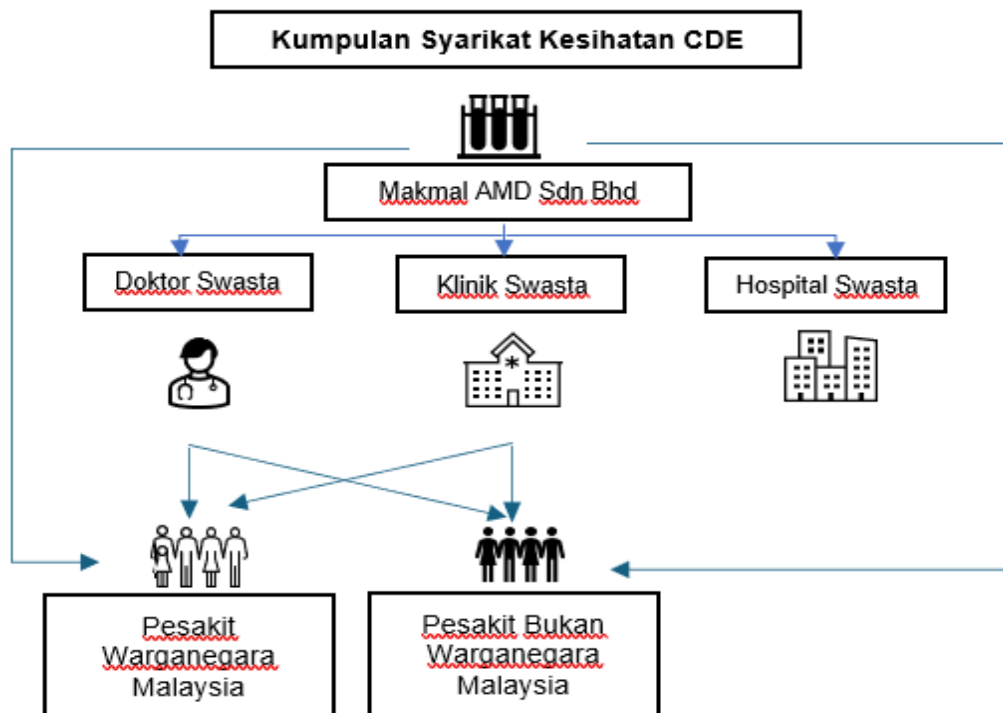 Kumpulan Syarikat Kesihatan CDE
Makmal AMD Sdn Bhd
Doktor Swasta
Klinik Swasta
Hospital Swasta
Pesakit
Warganegara
Malaysia
Pesakit Bukan
Warganegara
Malaysia